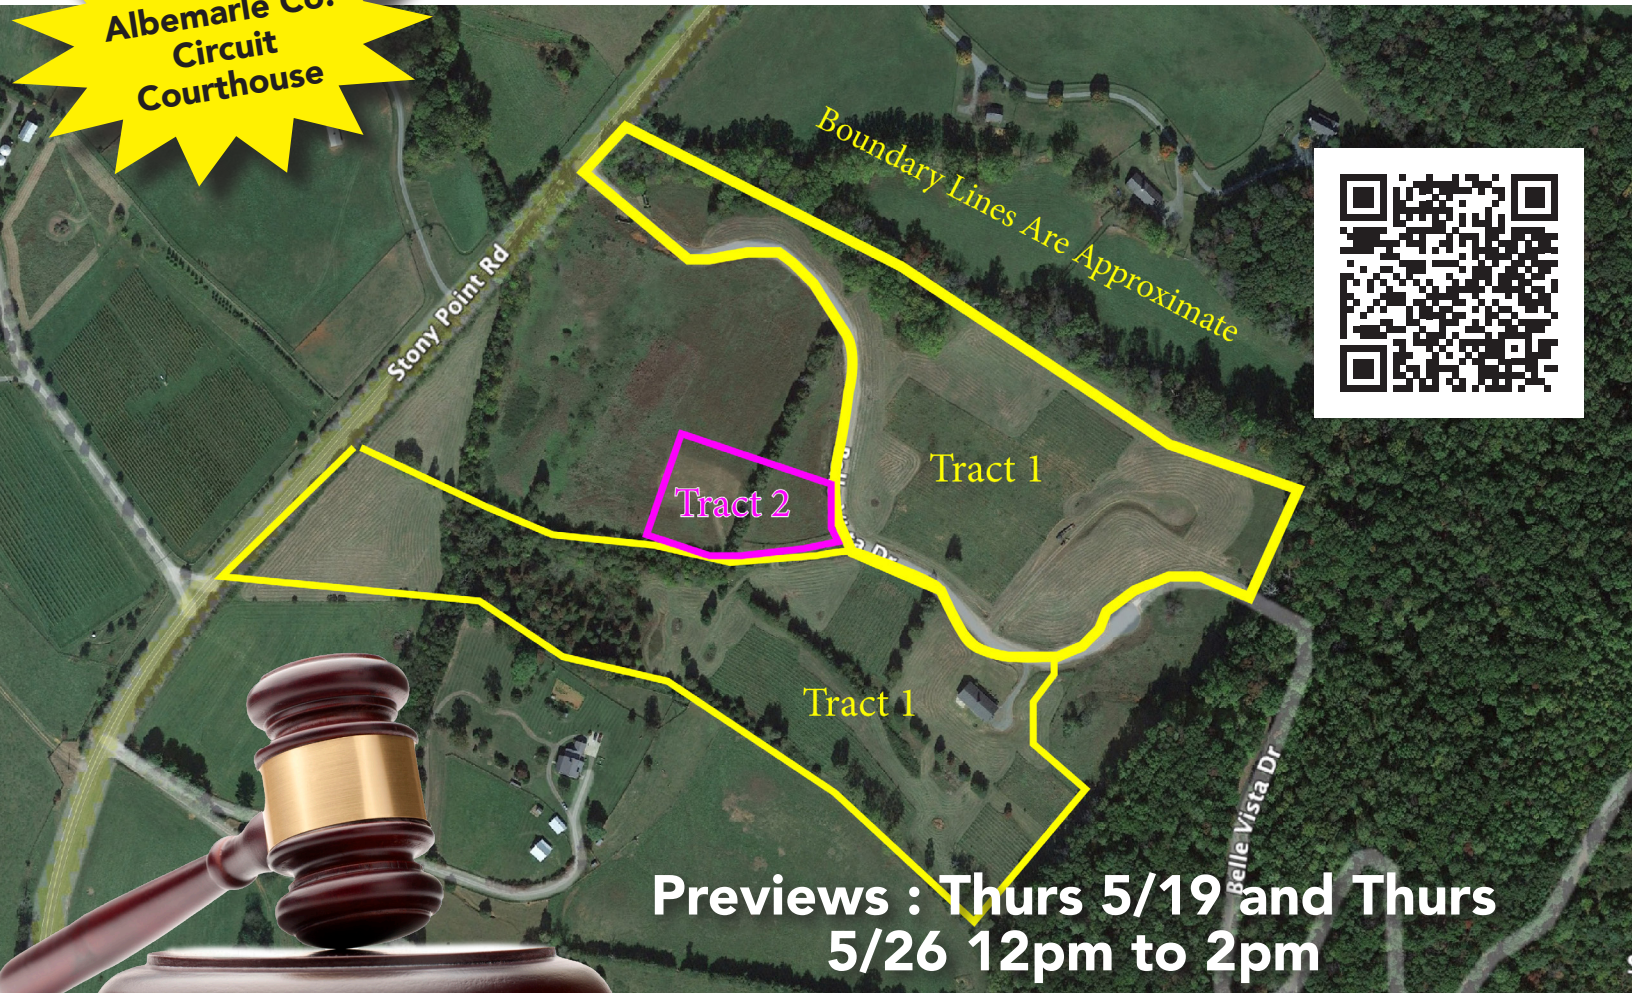 Albemarle Co.
Circuit
Courthouse
Boundary Lines Are Approximate
Stony Point Rd
Tract 1
Tract 2
Tract 1
Belle Vista Dr
Previews : Thurs 5/19 and Thurs
5/26 12pm to 2pm